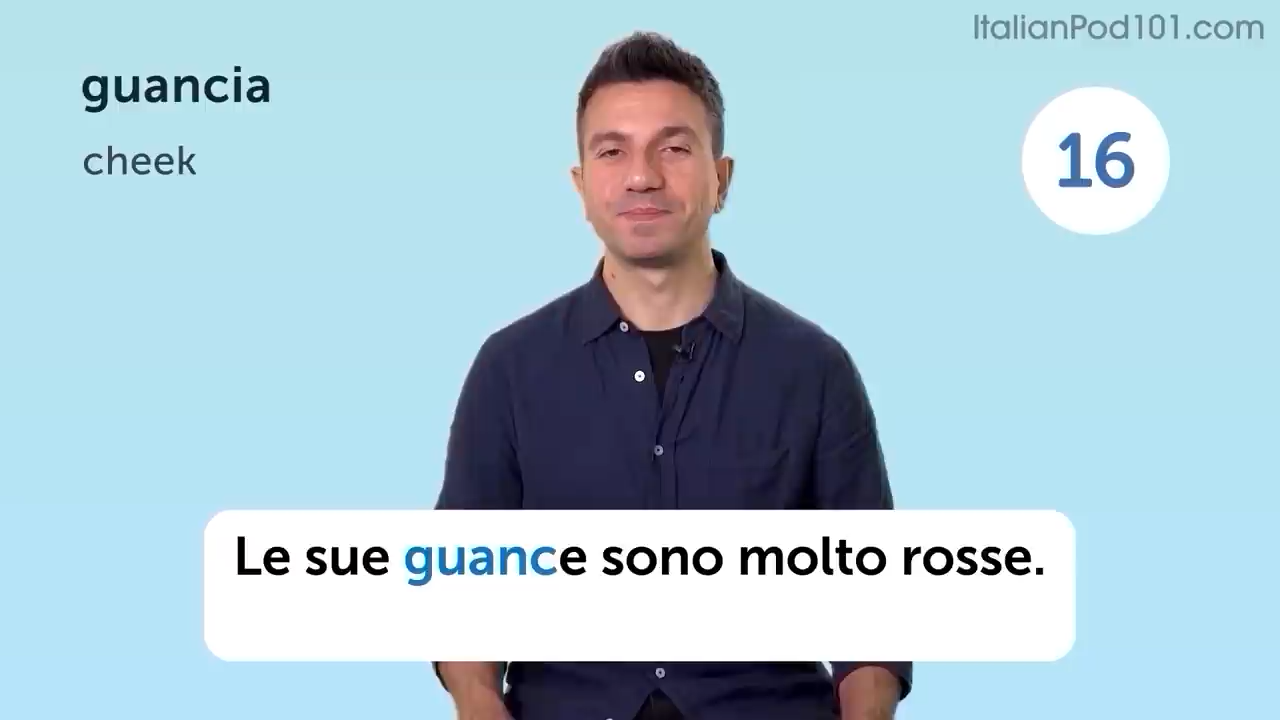 ItalianPod101.com
guancia
cheek
16
Le sue guance sono molto rosse.